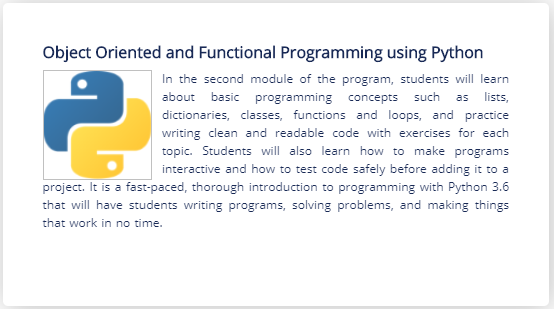 Object Oriented and Functional Programming using Python
In the second module of the program, students will learn
about basic programming concepts such as lists,
dictionaries, classes, functions and loops, and practice
writing clean and readable code with exercises for each
topic. Students will also learn how to make programs
interactive and how to test code safely before adding it to a
project. It is a fast-paced, thorough introduction to programming with Python 3.6
that will have students writing programs, solving problems, and making things
that work in no time.